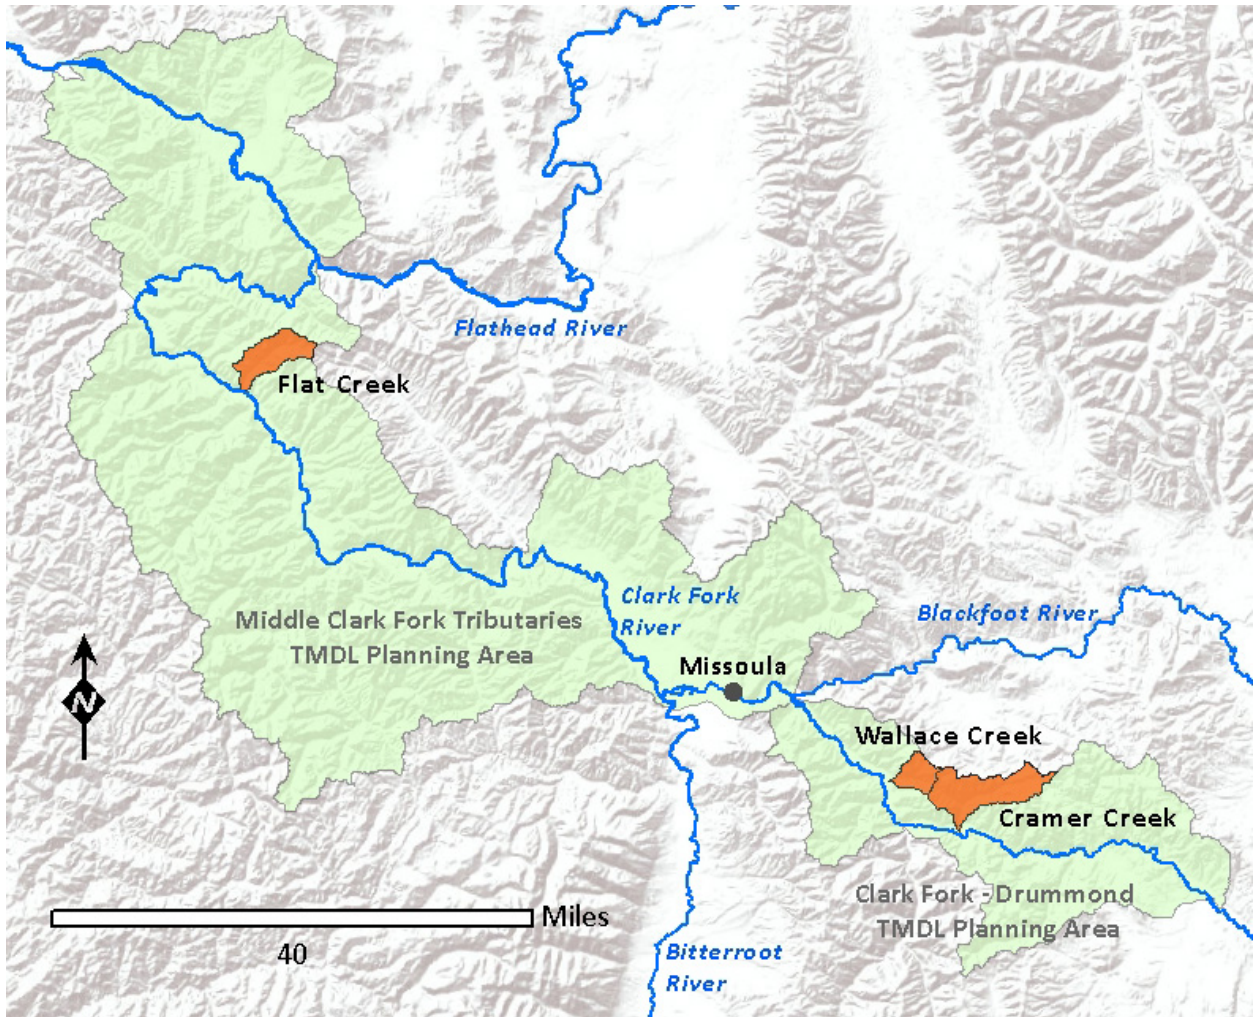 Flathead River
Flat Creek
Clark Fork
River
Middle Clark Fork Tributaries
TMDL Planning Area
Blackfoot River
Missoula
N
Wallace Creek
Cramer Creek
Clark Fork - Drummond
TMDL Planning Area
Miles
40
Bitterroot
River